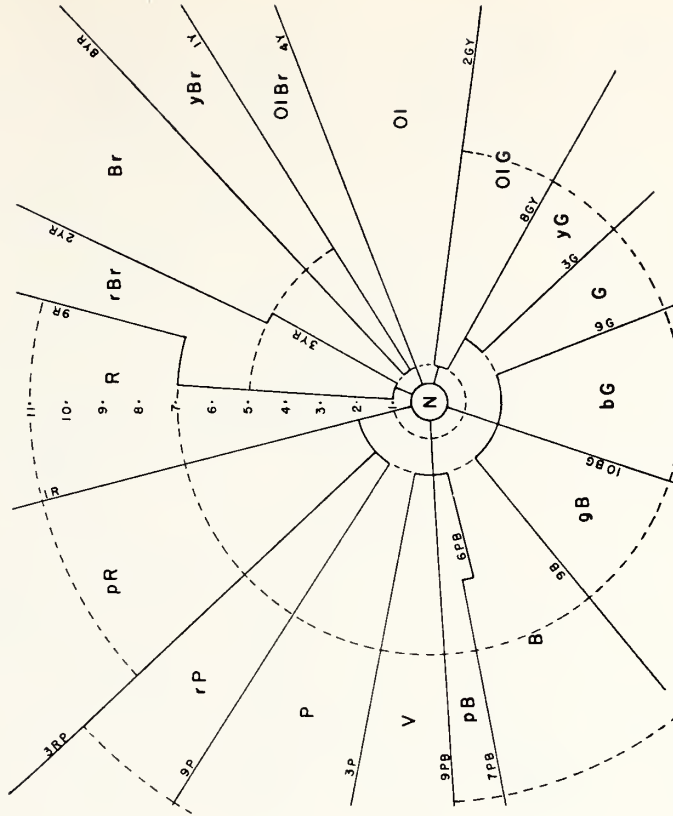 8YR
1Y
4Y
2GY
yBr
OlBr
Br
Ol
2YR
rBr
9R
R
11.
10.
9.
8.
7.
6.
5.
4.
3.
2.
1.
3YR
OlG
8GY
yG
3G
G
9G
bG
10BG
gB
9B
B
N
1R
pR
3RP
rP
9P
P
3P
V
9PB
pB
7PB
6PB